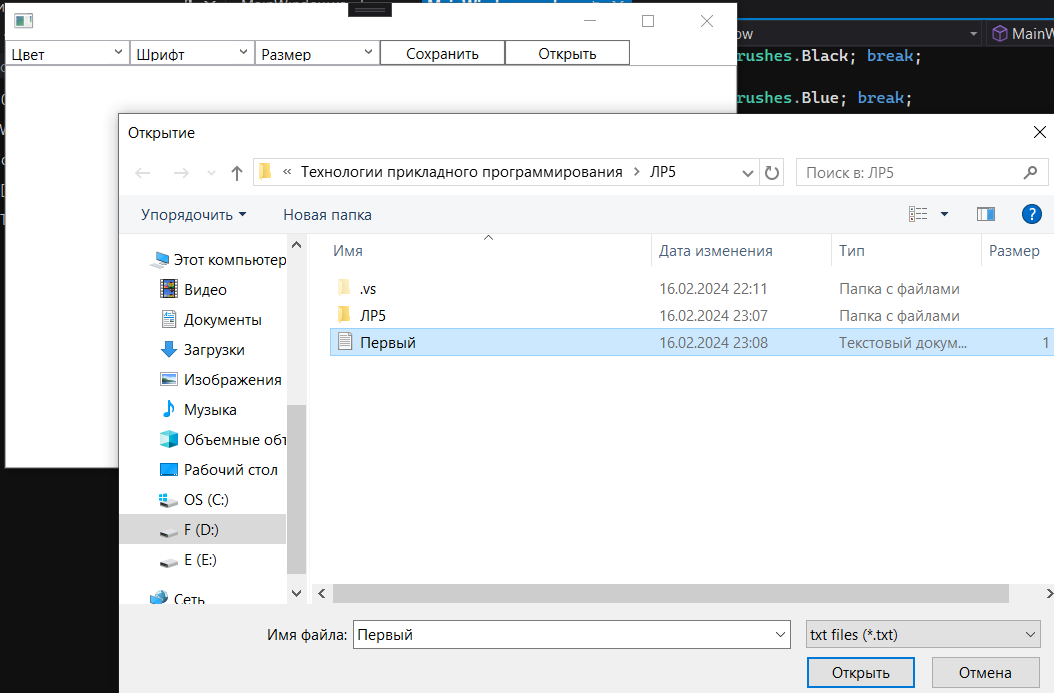 Цвет Шрифт Размер Сохранить Открыть
MainW
rushes.Black; break;
rushes.Blue; break;
Открытие
« Технологии прикладного программирования > ЛР5
Поиск в: ЛР5
Упорядочить Новая папка
Имя Дата изменения Тип Размер
.vs 16.02.2024 22:11 Папка с файлами
ЛР5 16.02.2024 23:07 Папка с файлами
Первый 16.02.2024 23:08 Текстовый докум... 1
Этот компьютер
Видео
Документы
Загрузки
Изображения
Музыка
Объемные объ
Рабочий стол
OS (C:)
F (D:)
E (E:)
Сеть
Имя файла: Первый txt files (*.txt)
Открыть Отмена